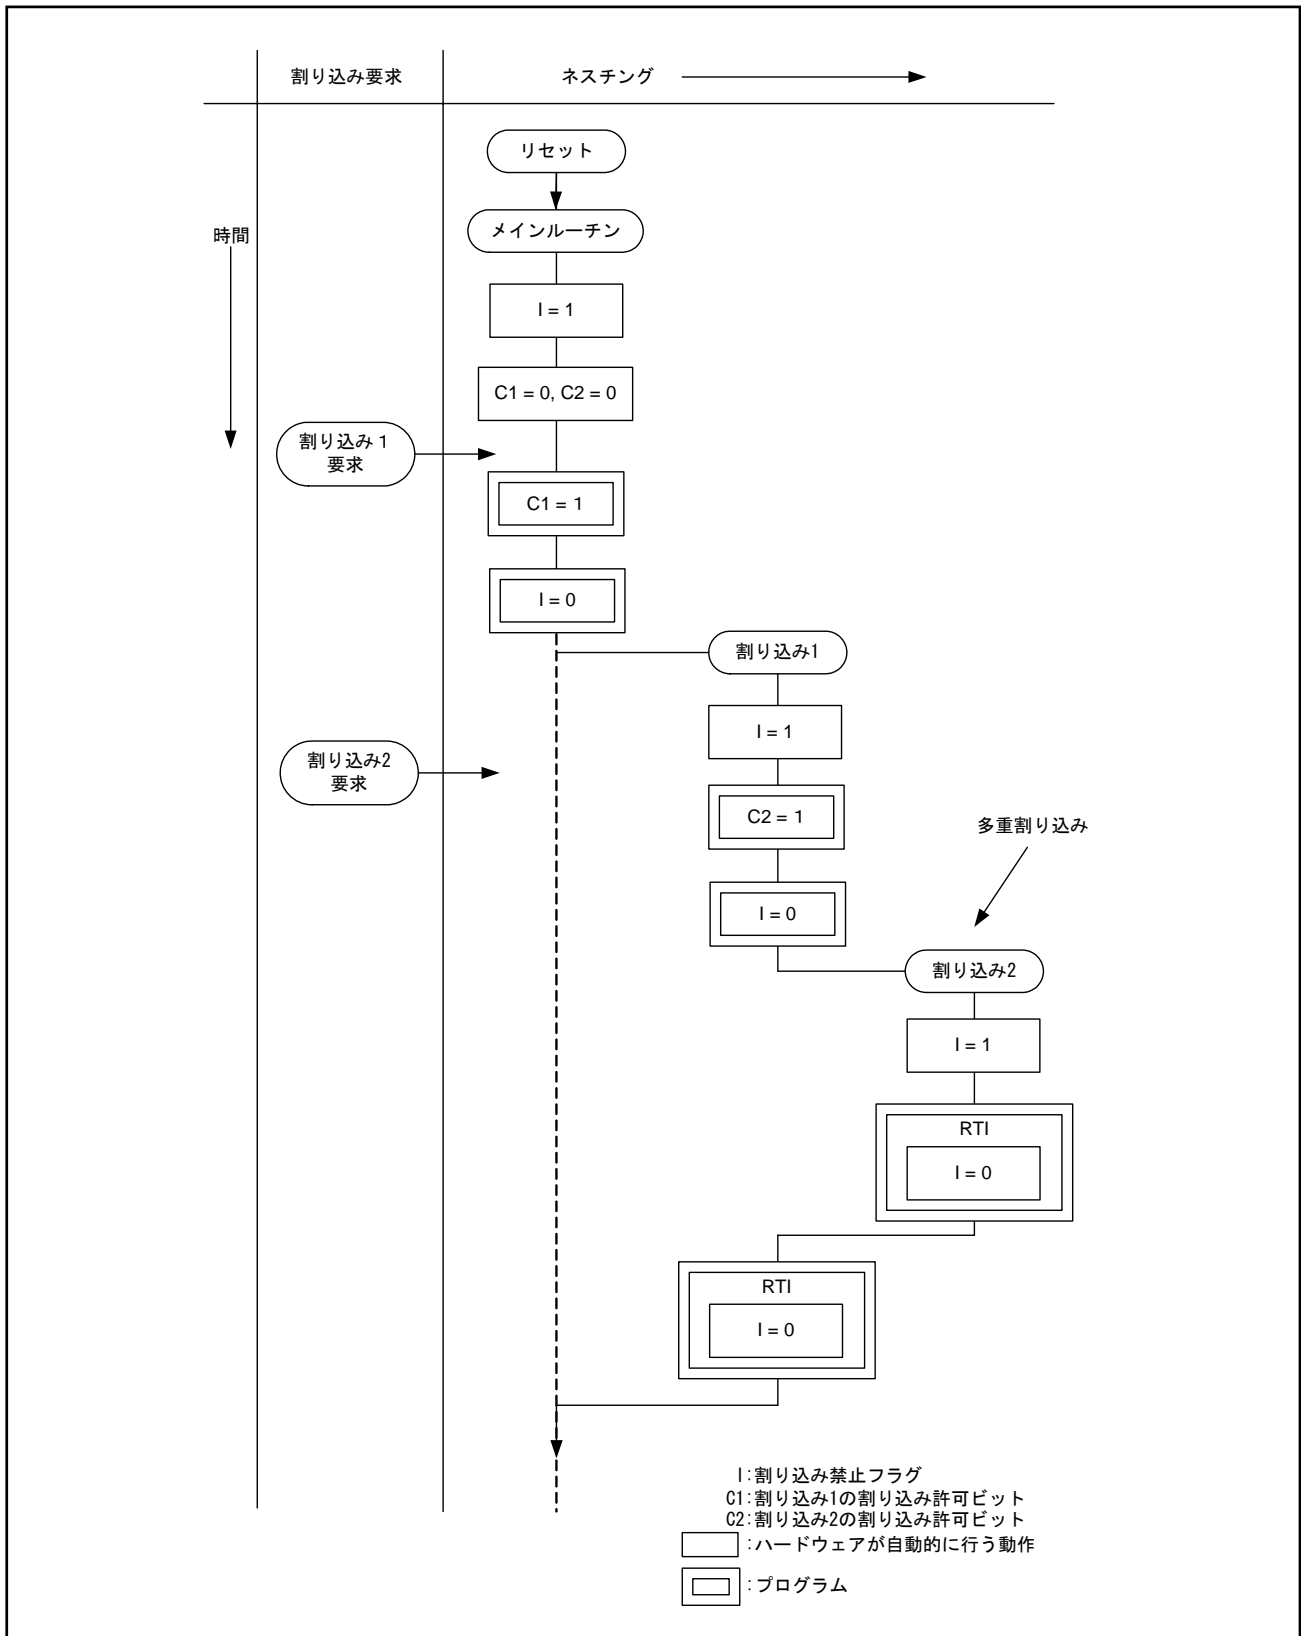 割り込み要求
ネスチング
リセット
メインルーチン
時間
I = 1
C1 = 0, C2 = 0
割り込み１
要求
C1 = 1
I = 0
割り込み1
I = 1
割り込み2
要求
C2 = 1
多重割り込み
I = 0
割り込み2
I = 1
RTI
I = 0
RTI
I = 0
I:割り込み禁止フラグ
C1:割り込み1の割り込み許可ビット
C2:割り込み2の割り込み許可ビット
:ハードウェアが自動的に行う動作
:プログラム